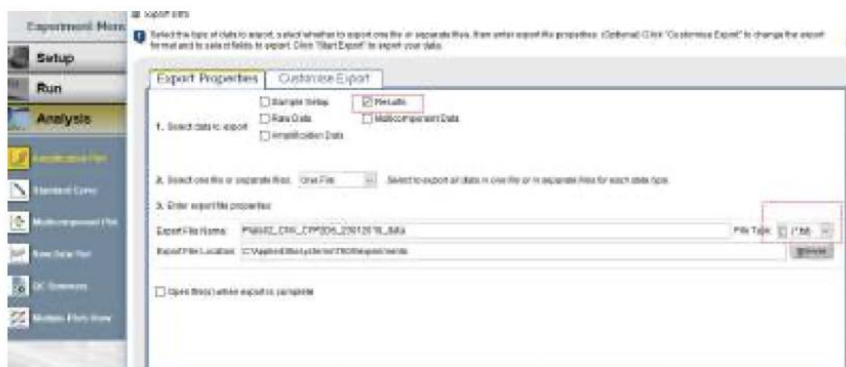 Export Data
Experiment Menu
Select the type of data to export, select whether to export one file or separate files, then enter export file properties. (Optional) Click "Customise Export" to change the export
format and to select fields to export. Click "Start Export" to export your data.
Setup
Run
Analysis
Amplification Plot
Standard Curve
Multicomponent Plot
Raw Data Plot
QC Summary
Multiple Plots View
Export Properties
Customise Export
Sample Setup
Results
1. Select data to export
Raw Data
Multicomponent Data
Amplification Data
2. Select one file or separate files:
One File
Select to export all data in one file or in separate files for each data type.
3. Enter export file properties:
Export File Name:
File Type:
(*.txt)
Export File Location:
Browse
Open file(s) when export is complete